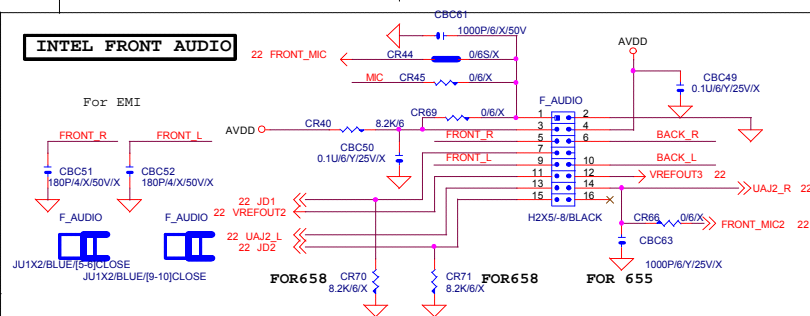 CBC61
1000P/6/X/50V
INTEL FRONT AUDIO
22 FRONT_MIC
CR44
0/6S/X
AVDD
MIC
CR45
0/6/X
CBC49
0.1U/6/Y/25V/X
For EMI
CR69
0/6/X
F_AUDIO
AVDD
CR40
8.2K/6
1
2
3
4
FRONT_R
FRONT_L
FRONT_R
5
6
BACK_R
CBC50
0.1U/6/Y/25V/X
7
CBC51
180P/4/X/50V/X
CBC52
180P/4/X/50V/X
FRONT_L
9
10
BACK_L
11
12
VREFOUT3 22
13
14
UAJ2_R 22
22 JD1
15
16
22 VREFOUT2
F_AUDIO
F_AUDIO
H2X5/-8/BLACK
CR66
0/6/X
FRONT_MIC2 22
22 UAJ2_L
22 JD2
CBC63
1000P/6/Y/25V/X
JU1X2/BLUE/[5-6]CLOSE
JU1X2/BLUE/[9-10]CLOSE
FOR658
CR70
8.2K/6/X
CR71
8.2K/6/X
FOR658
FOR 655